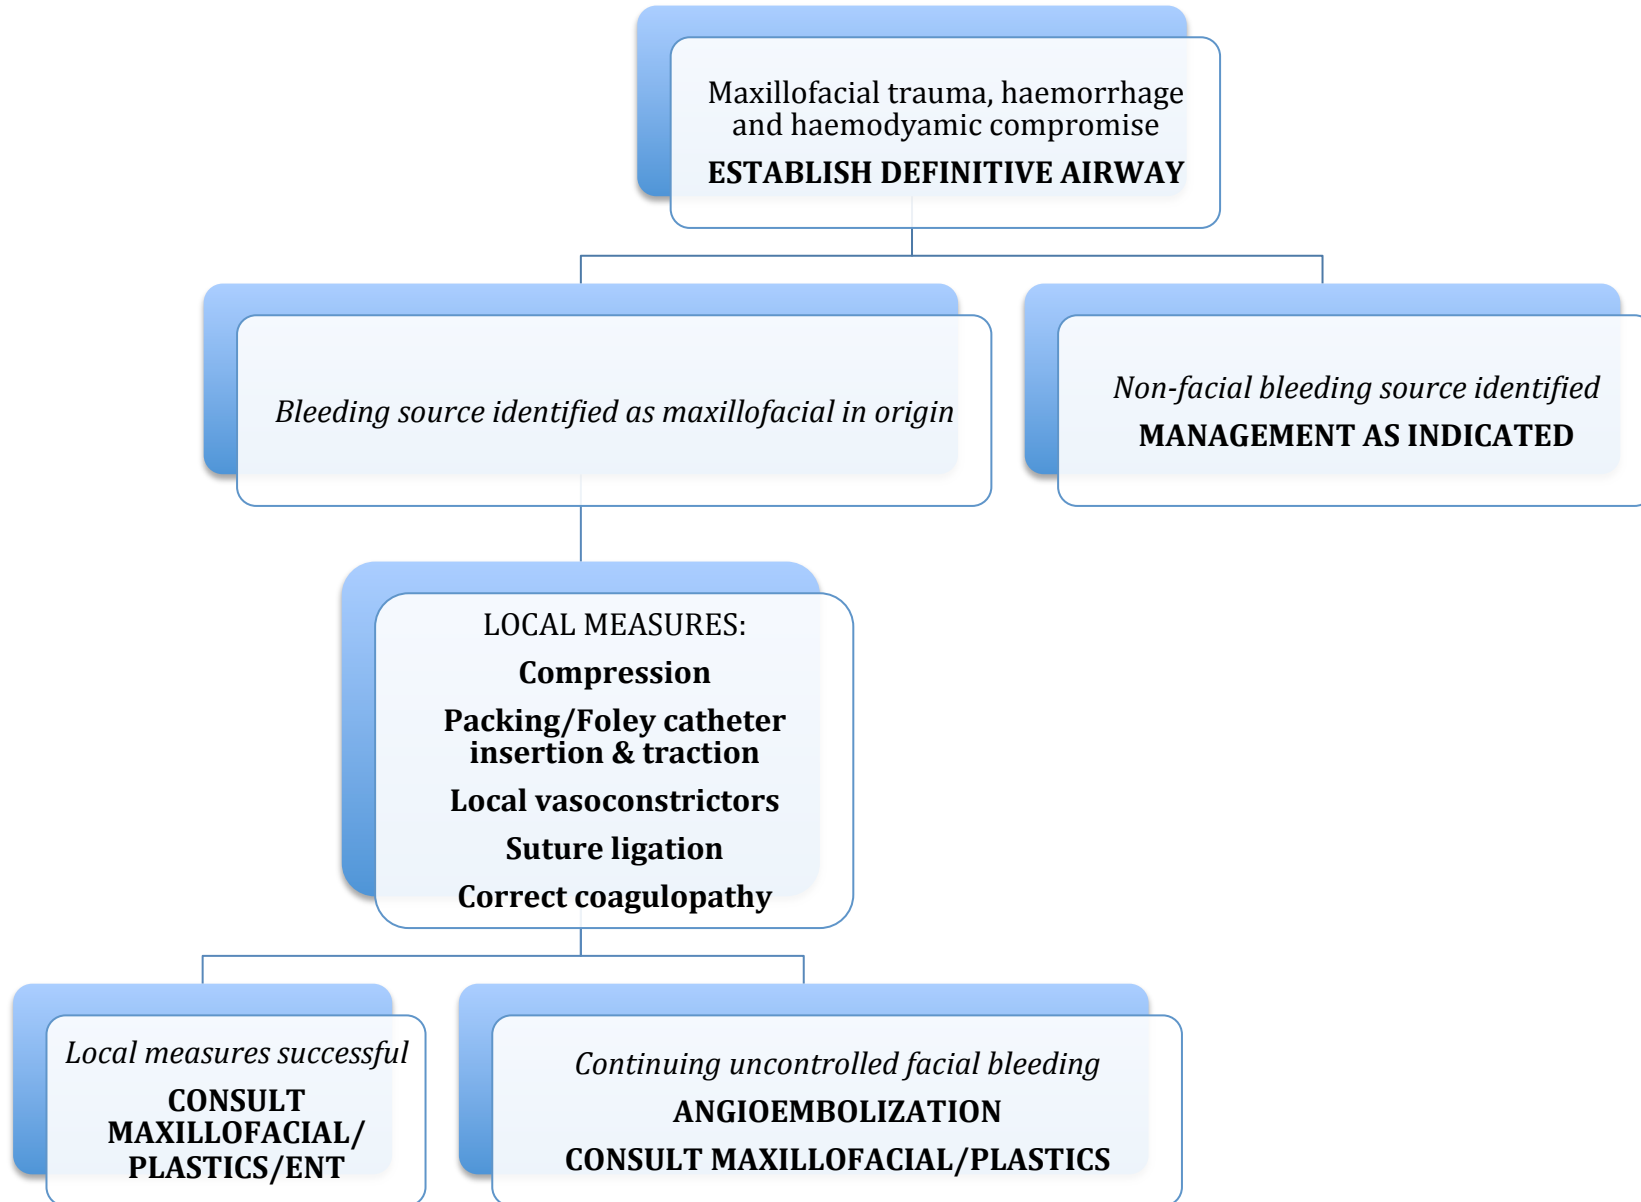 Maxillofacial trauma, haemorrhage
and haemodyamic compromise
ESTABLISH DEFINITIVE AIRWAY
Bleeding source identified as maxillofacial in origin
Non-facial bleeding source identified
MANAGEMENT AS INDICATED
LOCAL MEASURES:
Compression
Packing/Foley catheter
insertion & traction
Local vasoconstrictors
Suture ligation
Correct coagulopathy
Local measures successful
CONSULT
MAXILLOFACIAL/
PLASTICS/ENT
Continuing uncontrolled facial bleeding
ANGIOEMBOLIZATION
CONSULT MAXILLOFACIAL/PLASTICS